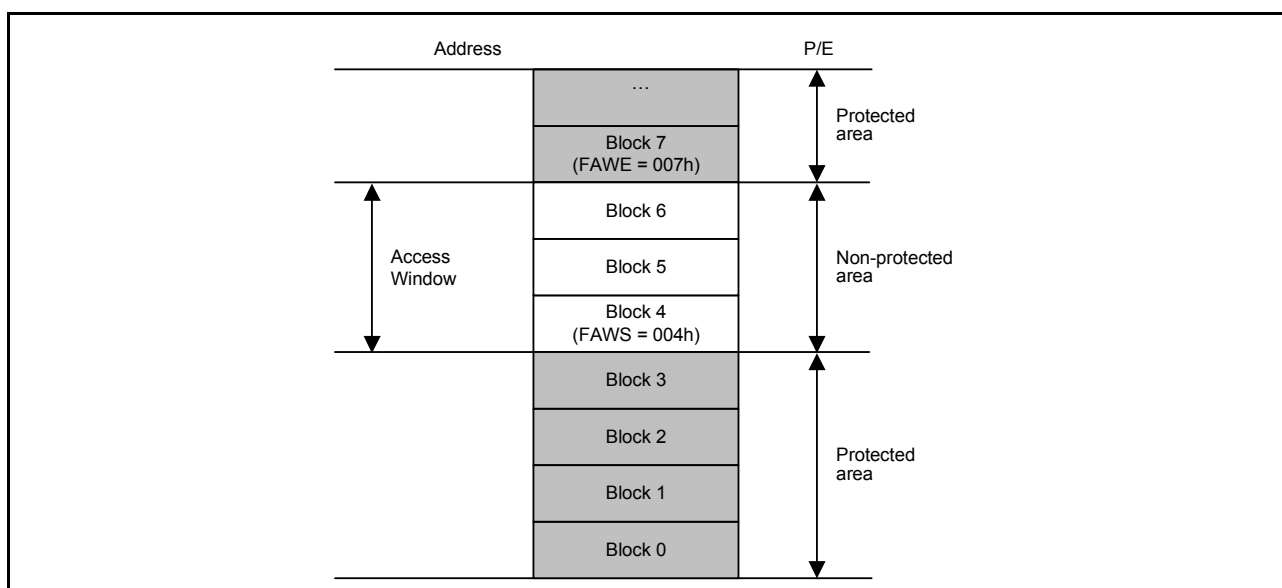 Address
P/E
…
Protected
area
Block 7
(FAWE = 007h)
Block 6
Access
Window
Block 5
Non-protected
area
Block 4
(FAWS = 004h)
Block 3
Block 2
Protected
area
Block 1
Block 0